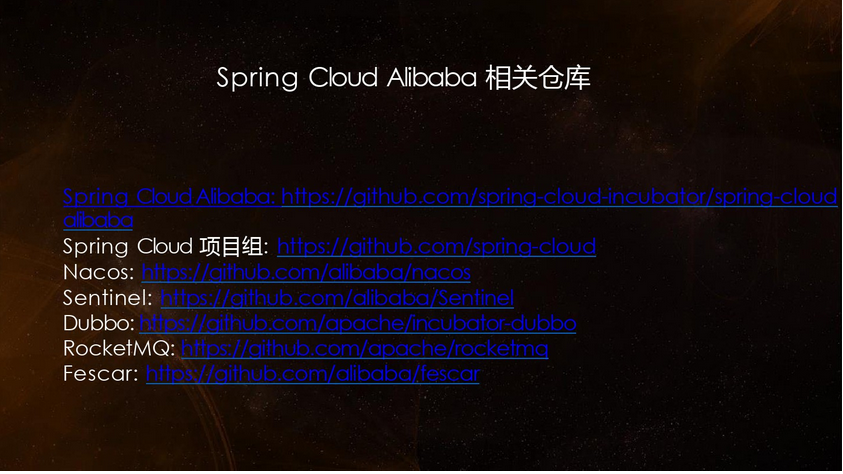 Spring Cloud Alibaba 相关仓库
Spring Cloud Alibaba: https://github.com/spring-cloud-incubator/spring-cloud
alibaba
Spring Cloud 项目组: https://github.com/spring-cloud
Nacos: https://github.com/alibaba/nacos
Sentinel: https://github.com/alibaba/Sentinel
Dubbo: https://github.com/apache/incubator-dubbo
RocketMQ: https://github.com/apache/rocketmq
Fescar: https://github.com/alibaba/fescar